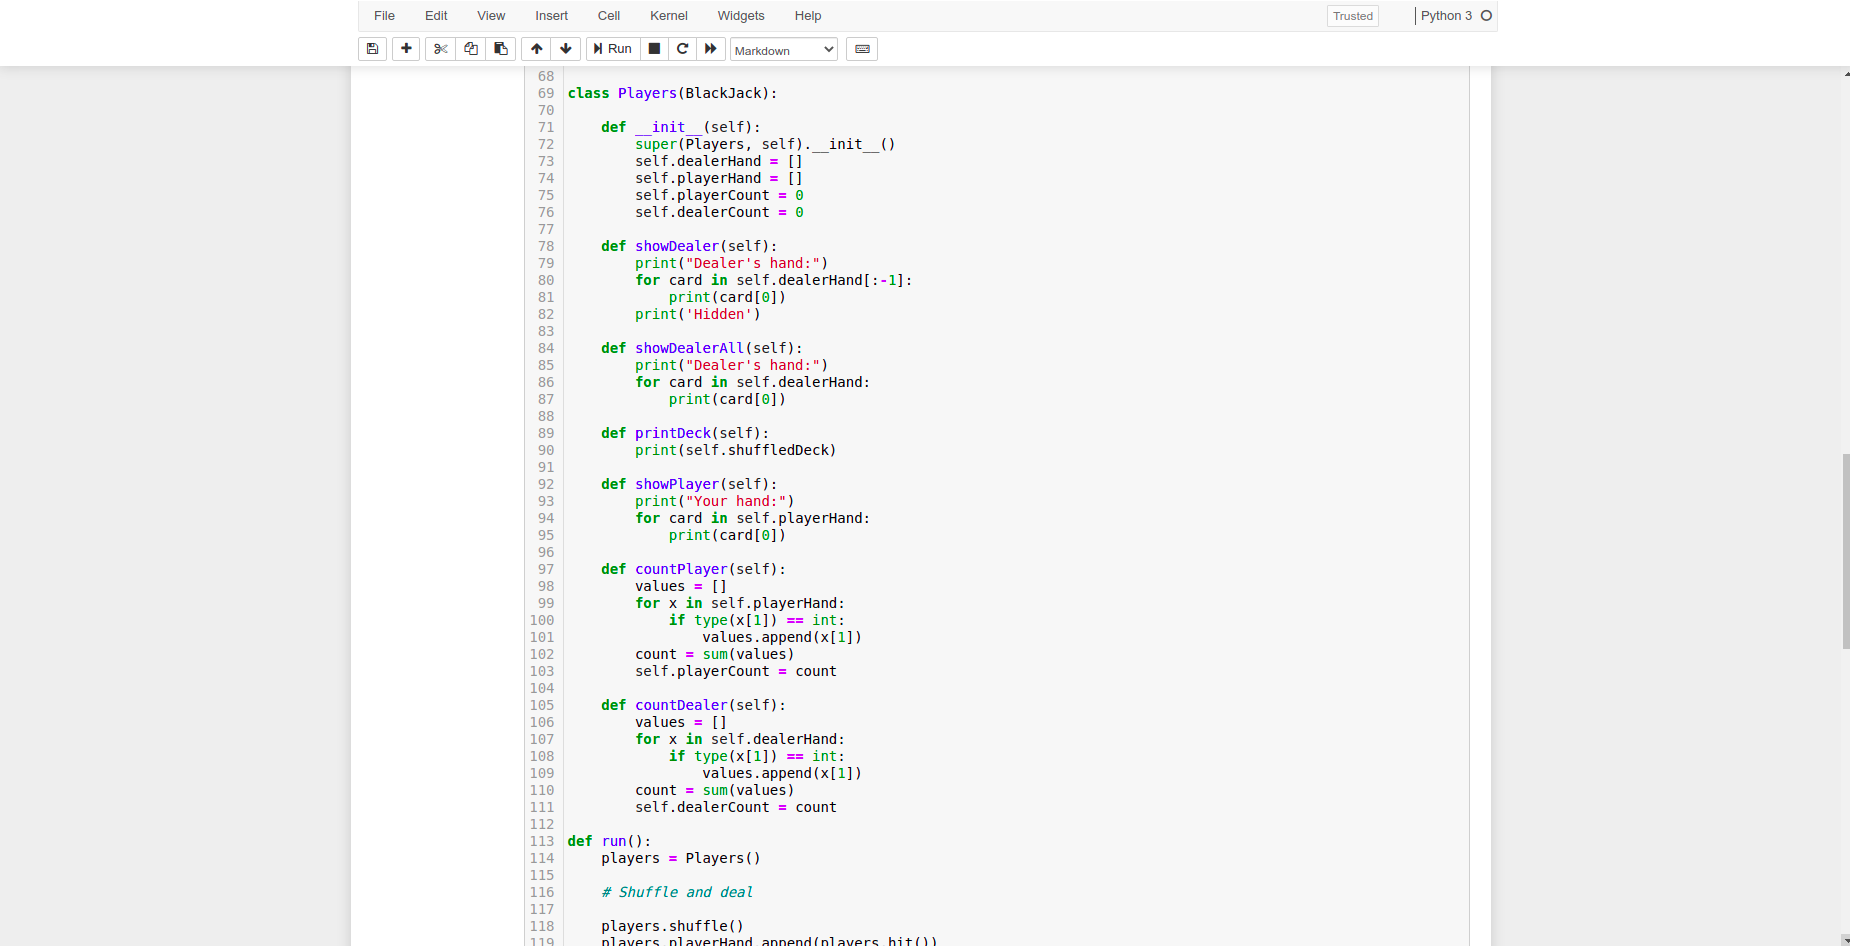 File Edit View Insert Cell Kernel Widgets Help Trusted Python 3
Run Markdown
68
69 class Players(BlackJack):
70
71     def __init__(self):
72         super(Players, self).__init__()
73         self.dealerHand = []
74         self.playerHand = []
75         self.playerCount = 0
76         self.dealerCount = 0
77
78     def showDealer(self):
79         print("Dealer's hand:")
80         for card in self.dealerHand[:-1]:
81             print(card[0])
82         print('Hidden')
83
84     def showDealerAll(self):
85         print("Dealer's hand:")
86         for card in self.dealerHand:
87             print(card[0])
88
89     def printDeck(self):
90         print(self.shuffledDeck)
91
92     def showPlayer(self):
93         print("Your hand:")
94         for card in self.playerHand:
95             print(card[0])
96
97     def countPlayer(self):
98         values = []
99         for x in self.playerHand:
100             if type(x[1]) == int:
101                 values.append(x[1])
102         count = sum(values)
103         self.playerCount = count
104
105     def countDealer(self):
106         values = []
107         for x in self.dealerHand:
108             if type(x[1]) == int:
109                 values.append(x[1])
110         count = sum(values)
111         self.dealerCount = count
112
113 def run():
114     players = Players()
115
116     # Shuffle and deal
117
118     players.shuffle()
119     players.playerHand.append(players.hit())